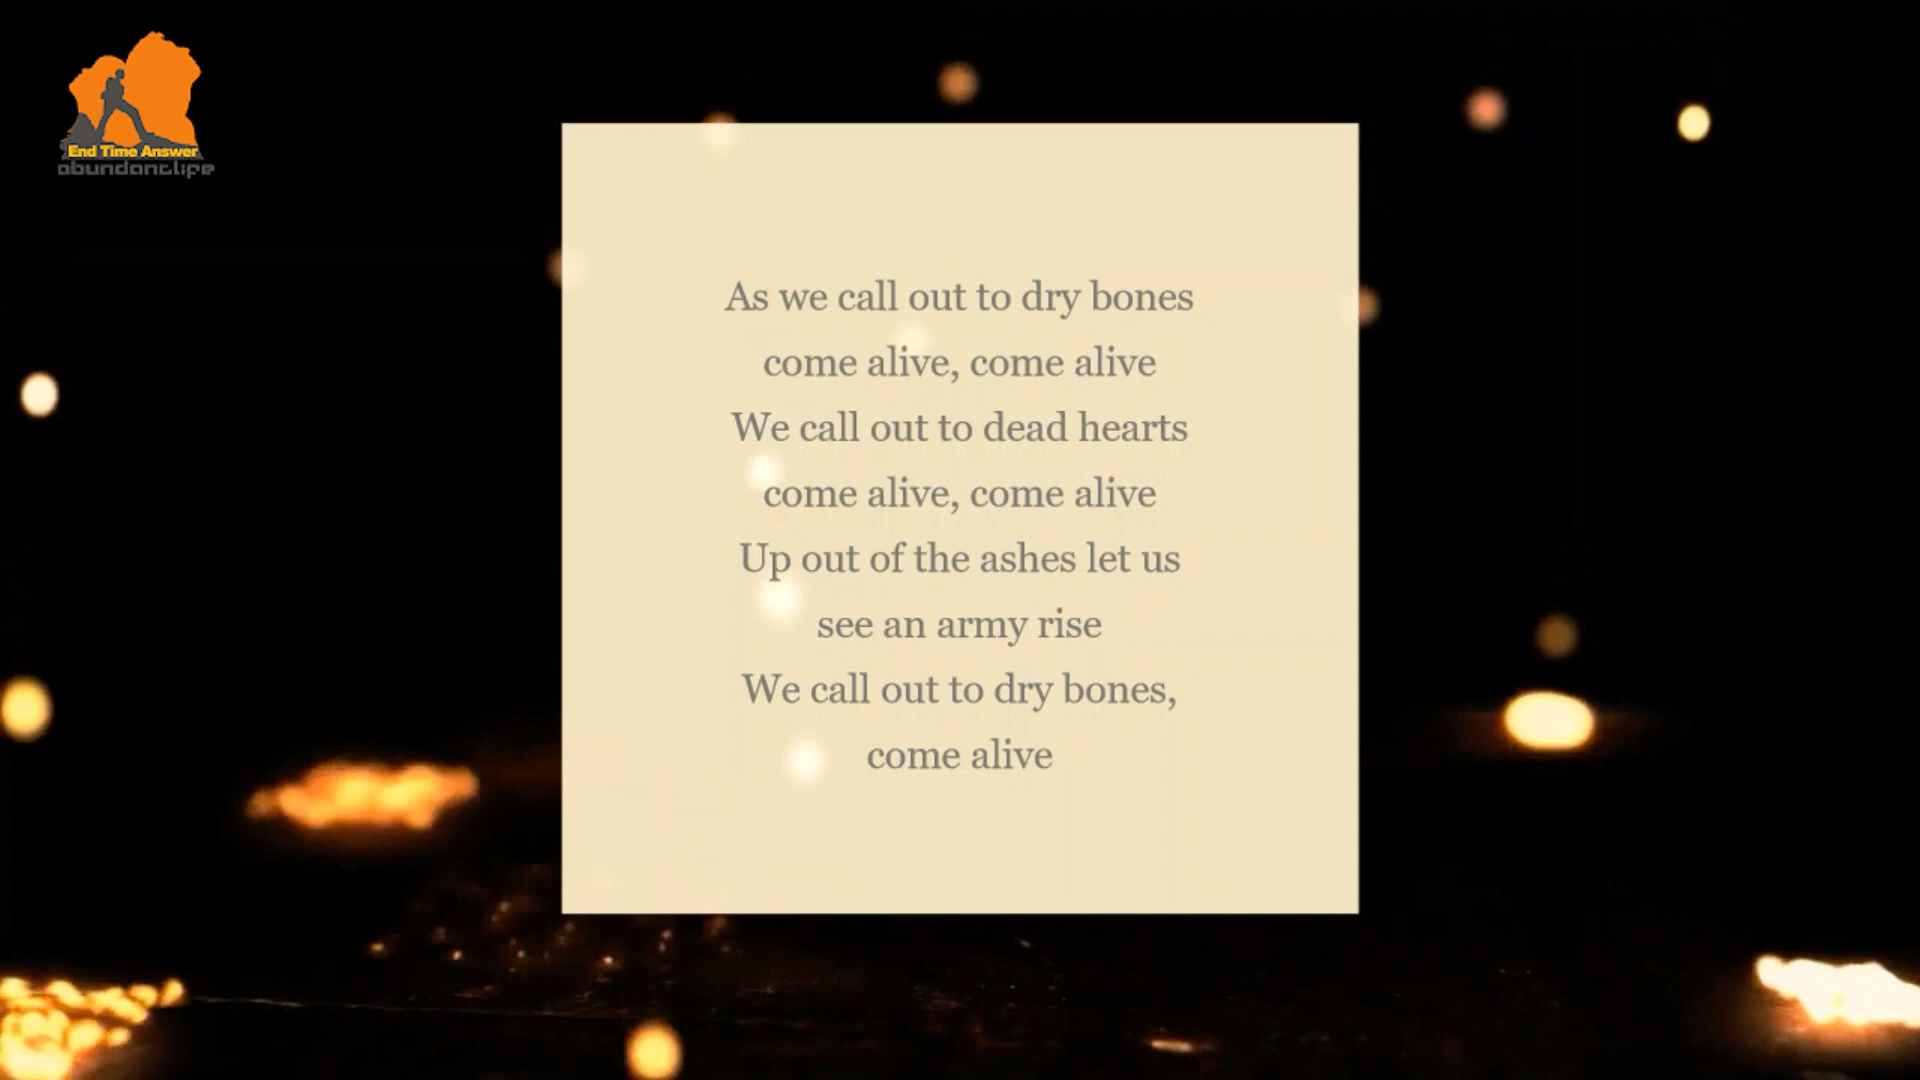 End Time Answer
abundantlife
As we call out to dry bones
come alive, come alive
We call out to dead hearts
come alive, come alive
Up out of the ashes let us
see an army rise
We call out to dry bones,
come alive